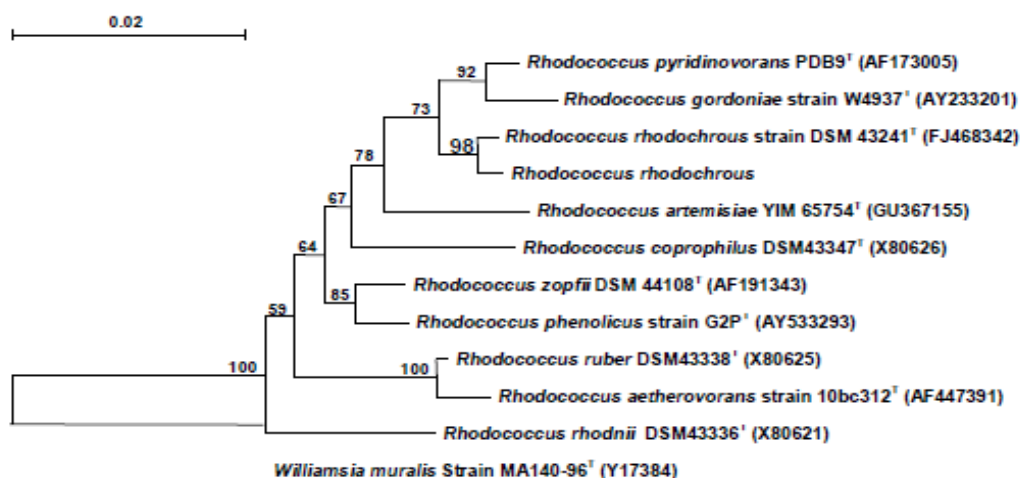 0.02
Rhodococcus pyridinovorans PDB9ᵀ (AF173005)
92
Rhodococcus gordoniae strain W4937ᵀ (AY233201)
73
Rhodococcus rhodochrous strain DSM 43241ᵀ (FJ468342)
98
Rhodococcus rhodochrous
78
Rhodococcus artemisiae YIM 65754ᵀ (GU367155)
67
Rhodococcus coprophilus DSM43347ᵀ (X80626)
64
Rhodococcus zopfii DSM 44108ᵀ (AF191343)
85
Rhodococcus phenolicus strain G2Pᵀ (AY533293)
59
Rhodococcus ruber DSM43338ᵀ (X80625)
100
100
Rhodococcus aetherovorans strain 10bc312ᵀ (AF447391)
Rhodococcus rhodnii DSM43336ᵀ (X80621)
Williamsia muralis Strain MA140-96ᵀ (Y17384)